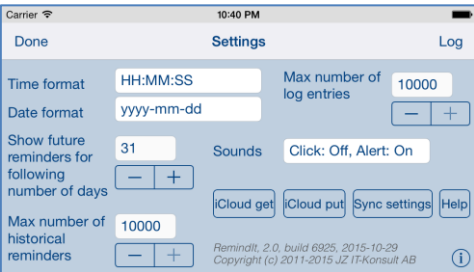 Carrier 10:40 PM
Done Settings Log
Time format HH:MM:SS
Date format yyyy-mm-dd
Max number of
log entries
10000
− +
Show future
reminders for
following
number of days
31
− +
Sounds Click: Off, Alert: On
iCloud get iCloud put Sync settings Help
Max number of
historical
reminders
10000
− +
RemindIt, 2.0, build 6925, 2015-10-29
Copyright (c) 2011-2015 JZ IT-Konsult AB
i